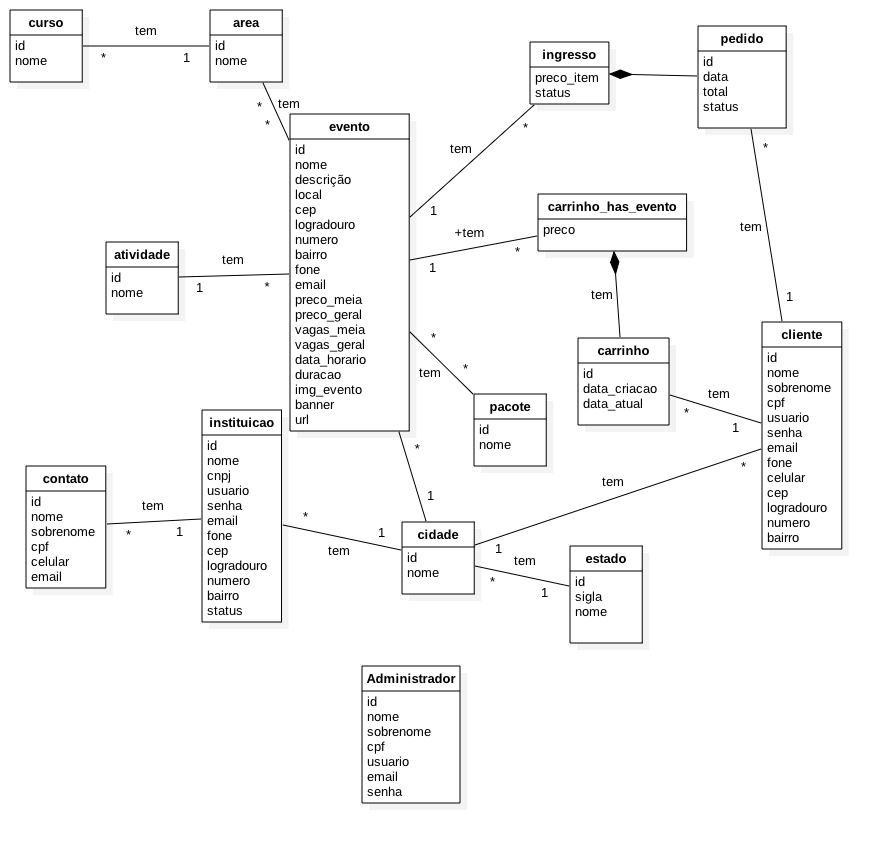 curso
id
nome
tem
*
1
area
id
nome
*
tem
*
evento
id
nome
descrição
local
cep
logradouro
numero
bairro
fone
email
preco_meia
preco_geral
vagas_meia
vagas_geral
data_horario
duracao
img_evento
banner
url
ingresso
preco_item
status
pedido
id
data
total
status
tem
*
1
*
tem
1
carrinho_has_evento
preco
+tem
1
*
atividade
id
nome
tem
1
*
tem
carrinho
id
data_criacao
data_atual
cliente
id
nome
sobrenome
cpf
usuario
senha
email
fone
celular
cep
logradouro
numero
bairro
tem
*
1
*
*
tem
pacote
id
nome
instituicao
id
nome
cnpj
usuario
senha
email
fone
cep
logradouro
numero
bairro
status
contato
id
nome
sobrenome
cpf
celular
email
tem
*
1
*
1
*
tem
1
cidade
id
nome
tem
*
1
tem
*
1
estado
id
sigla
nome
Administrador
id
nome
sobrenome
cpf
usuario
email
senha